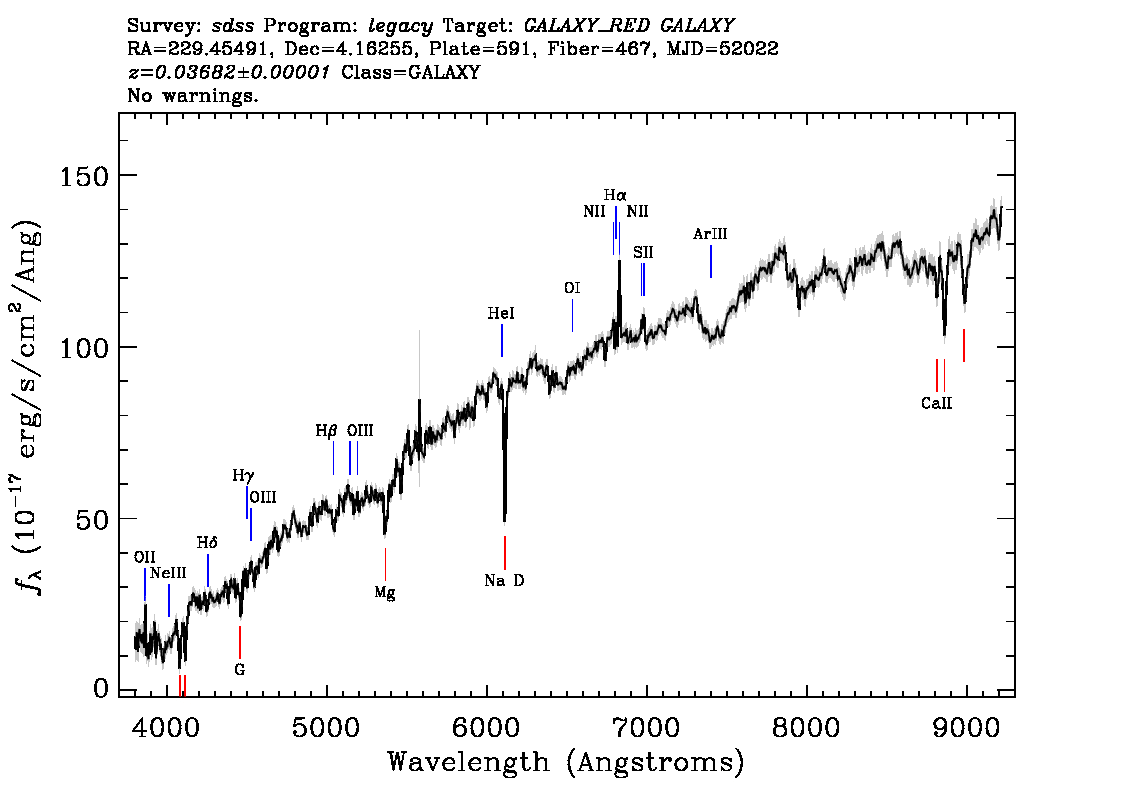 Survey: sdss Program: legacy Target: GALAXY_RED GALAXY
RA=229.45491, Dec=4.16255, Plate=591, Fiber=467, MJD=52022
z=0.03682±0.00001 Class=GALAXY
No warnings.
150
100
50
0
fλ (10⁻¹⁷ erg/s/cm²/Ang)
Hα
NII NII
SII
ArIII
OI
HeI
Hβ OIII
Hγ
OIII
Hδ
OII
NeIII
CaII
Mg
Na D
G
4000 5000 6000 7000 8000 9000
Wavelength (Angstroms)